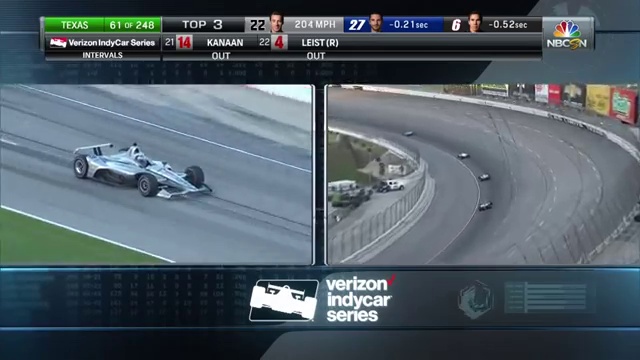 TEXAS 61 OF 248 TOP 3 22 204 MPH 27 -0.21sec 6 -0.52sec
Verizon IndyCar Series 21 14 KANAAN 22 4 LEIST (R) NBCSN
INTERVALS OUT OUT
verizon
indycar
series